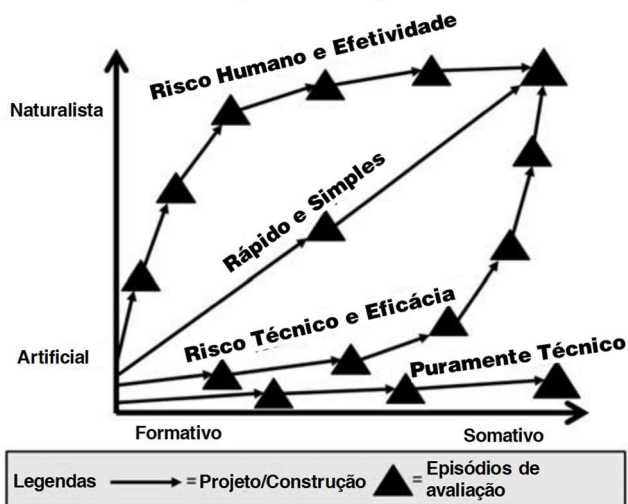 Risco Humano e Efetividade
Naturalista
Rápido e Simples
Risco Técnico e Eficácia
Artificial
Puramente Técnico
Formativo
Somativo
Legendas
= Projeto/Construção
= Episódios de
avaliação